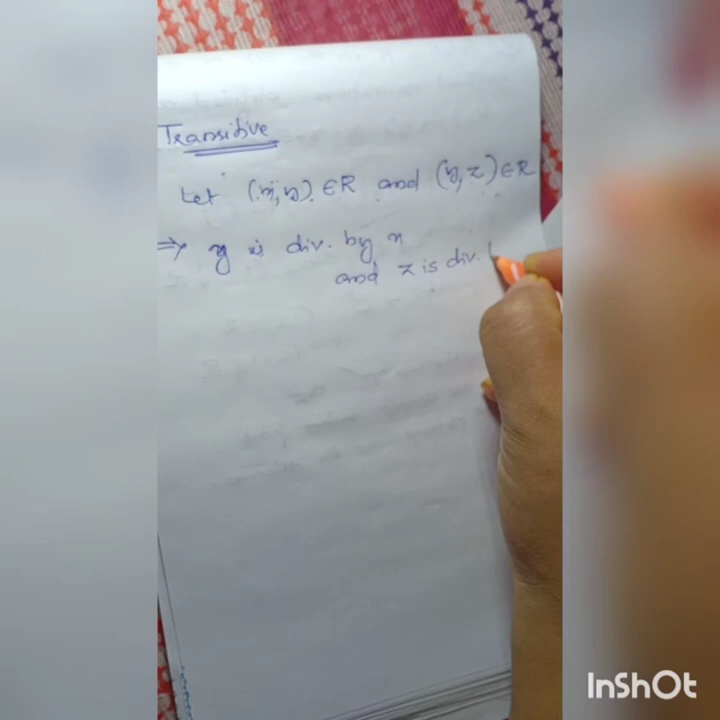 Transitive
Let (x,y) ∈ R and (y,z) ∈ R
⇒ y is div. by x
and z is div.
InShOt